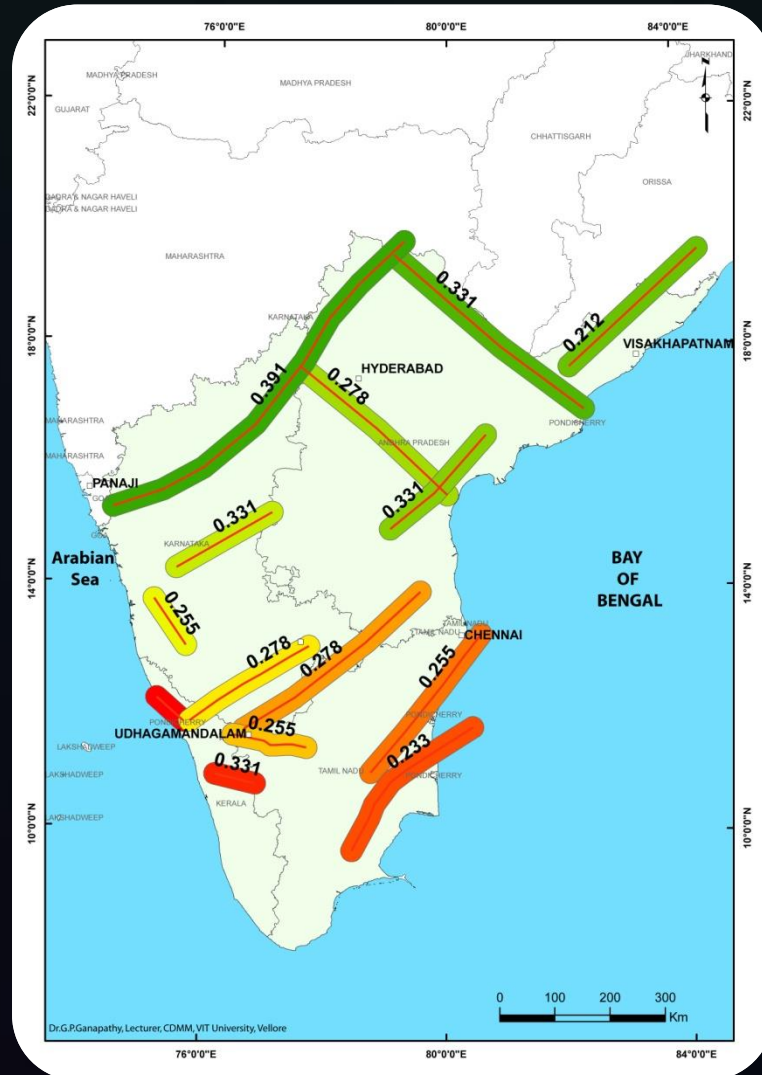 76°0'0"E
80°0'0"E
84°0'0"E
JHARKHAND
N
MADHYA PRADESH
MADHYA PRADESH
22°0'0"N
22°0'0"N
GUJARAT
CHHATTISGARH
ORISSA
DADRA & NAGAR HAVELI
DADRA & NAGAR HAVELI
MAHARASHTRA
0.331
KARNATAKA
0.212
18°0'0"N
18°0'0"N
VISAKHAPATNAM
HYDERABAD
0.391
0.278
MAHARASHTRA
PONDICHERRY
ANDHRA PRADESH
MAHARASHTRA
PANAJI
0.331
0.331
KARNATAKA
Arabian
Sea
BAY
OF
BENGAL
14°0'0"N
14°0'0"N
0.255
TAMIL NADU
TAMIL NADU
CHENNAI
0.278
0.278
0.255
PONDICHERRY
PONDICHERRY
UDHAGAMANDALAM
0.255
0.233
LAKSHADWEEP
0.331
TAMIL NADU
PONDICHERRY
LAKSHADWEEP
KERALA
LAKSHADWEEP
10°0'0"N
10°0'0"N
0
100
200
300
Km
Dr.G.P.Ganapathy, Lecturer, CDMM, VIT University, Vellore
76°0'0"E
80°0'0"E
84°0'0"E